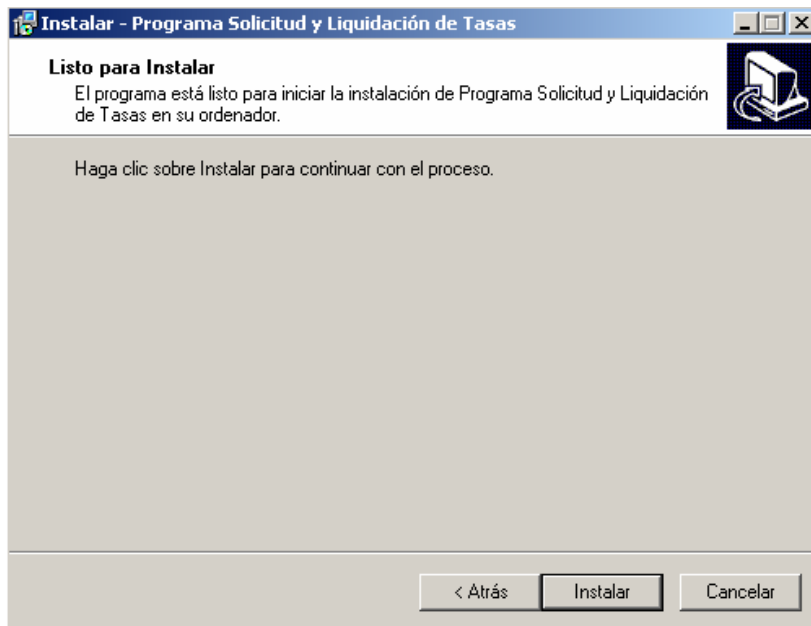 Instalar - Programa Solicitud y Liquidación de Tasas
Listo para Instalar
El programa está listo para iniciar la instalación de Programa Solicitud y Liquidación
de Tasas en su ordenador.
Haga clic sobre Instalar para continuar con el proceso.
< Atrás
Instalar
Cancelar